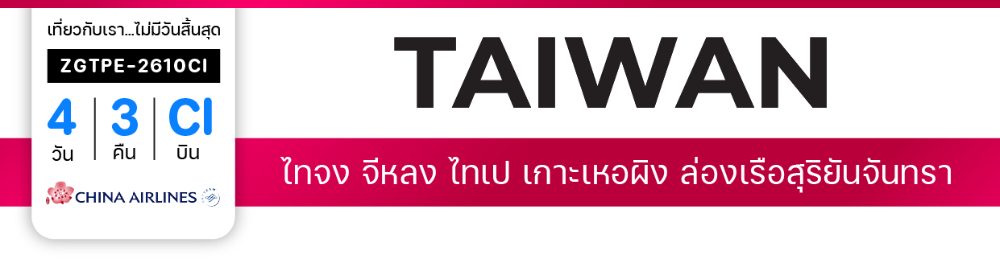 เที่ยวกับเรา...ไม่มีวันสิ้นสุด
ZGTPE-2610CI
4 วัน
3 คืน
CI บิน
CHINA AIRLINES
TAIWAN
ไทจง จีหลง ไทเป เกาะเหอผิง ล่องเรือสุริยันจันทรา